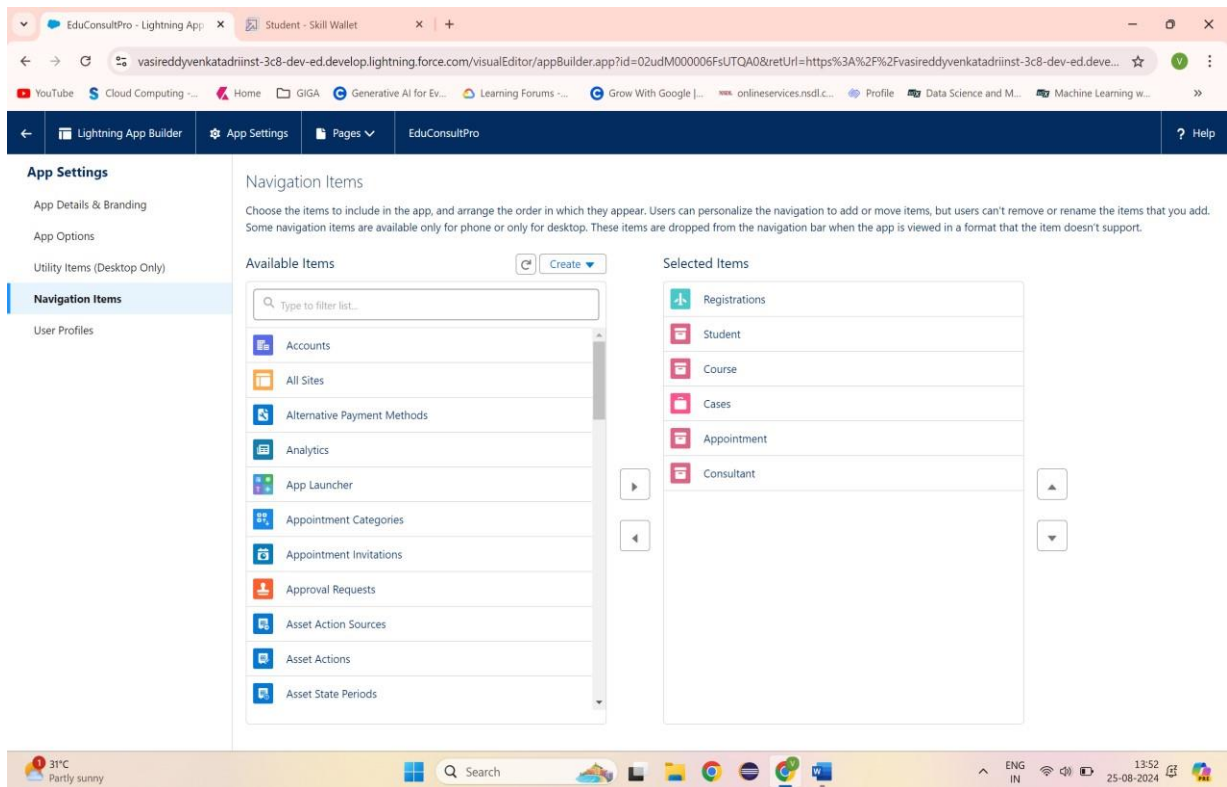 EduConsultPro - Lightning App
Student - Skill Wallet
vasireddyvenkatadriinst-3c8-dev-ed.develop.lightning.force.com/visualEditor/appBuilder.app?id=02udM000006FsUTQA0&retUrl=https%3A%2F%2Fvasireddyvenkatadriinst-3c8-dev-ed.deve...
V
YouTube
Cloud Computing -...
Home
GIGA
Generative AI for Ev...
Learning Forums -...
Grow With Google |...
onlineservices.nsdl.c...
Profile
Data Science and M...
Machine Learning w...
Lightning App Builder
App Settings
Pages
EduConsultPro
? Help
App Settings
App Details & Branding
App Options
Utility Items (Desktop Only)
Navigation Items
User Profiles
Navigation Items
Choose the items to include in the app, and arrange the order in which they appear. Users can personalize the navigation to add or move items, but users can't remove or rename the items that you add.
Some navigation items are available only for phone or only for desktop. These items are dropped from the navigation bar when the app is viewed in a format that the item doesn't support.
Available Items
Create
Type to filter list...
Accounts
All Sites
Alternative Payment Methods
Analytics
App Launcher
Appointment Categories
Appointment Invitations
Approval Requests
Asset Action Sources
Asset Actions
Asset State Periods
Selected Items
Registrations
Student
Course
Cases
Appointment
Consultant
1
31°C
Partly sunny
Search
ENG
IN
13:52
25-08-2024